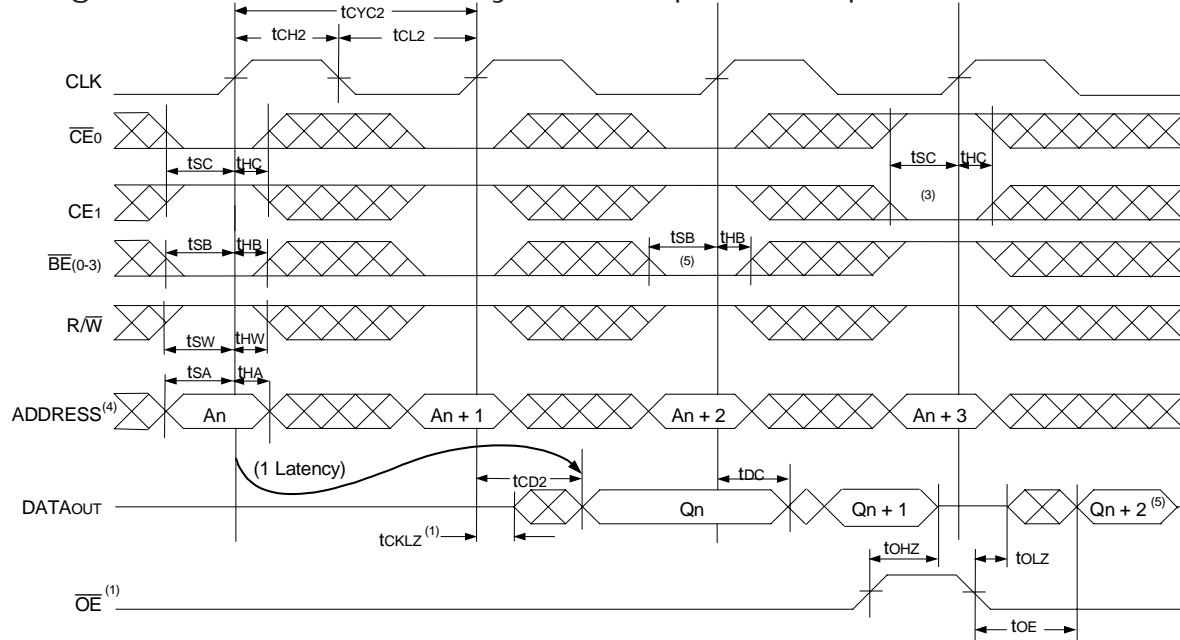 tCYC2
tCH2 tCL2
CLK
CE0
tSC tHC tSC tHC
(3)
CE1
tSB tHB tSB tHB
(5)
BE(0-3)
R/W
tSW tHW
tSA tHA
ADDRESS(4) An An + 1 An + 2 An + 3
(1 Latency) tCD2 tDC
DATAOUT Qn Qn + 1 Qn + 2 (5)
tCKLZ (1) tOHZ tOLZ
OE (1)
tOE